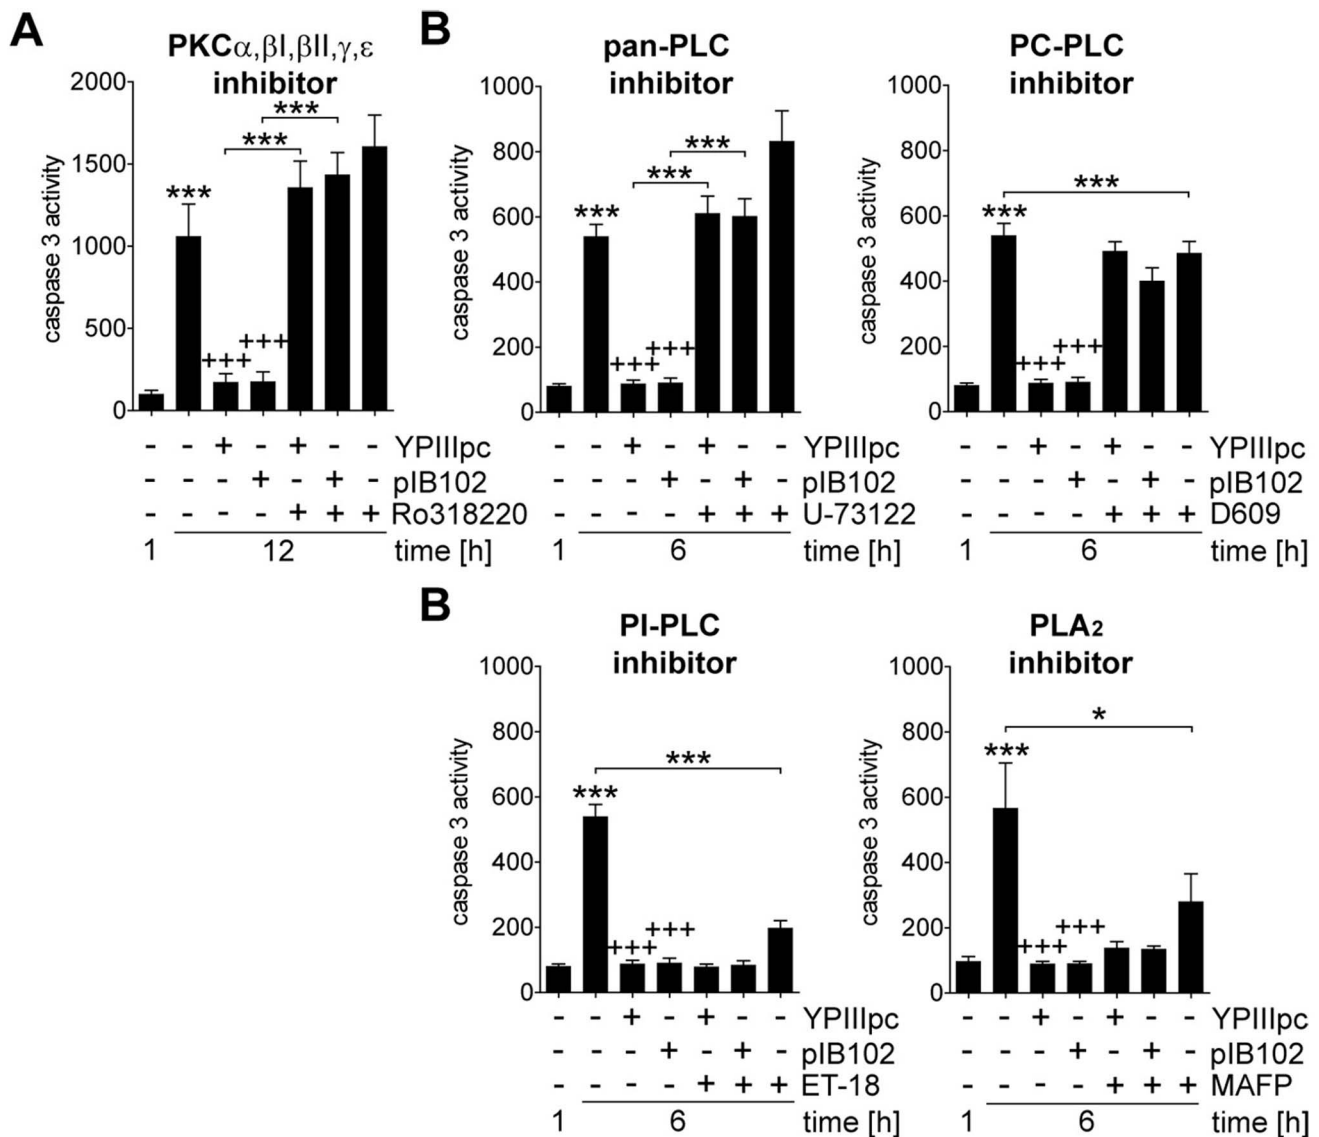 A
PKCα,βI,βII,γ,ε
inhibitor
caspase 3 activity
2000
1500
1000
500
0
***
***
***
+++
+++
- - + - + - - YPIIIpc
- - - + - + - pIB102
- - - - + + + Ro318220
1 12 time [h]
B
pan-PLC
inhibitor
caspase 3 activity
1000
800
600
400
200
0
***
***
***
+++
+++
- - + - + - - YPIIIpc
- - - + - + - pIB102
- - - - + + + U-73122
1 6 time [h]
PC-PLC
inhibitor
caspase 3 activity
1000
800
600
400
200
0
***
***
+++
+++
- - + - + - - YPIIIpc
- - - + - + - pIB102
- - - - + + + D609
1 6 time [h]
B
PI-PLC
inhibitor
caspase 3 activity
1000
800
600
400
200
0
***
***
+++
+++
- - + - + - - YPIIIpc
- - - + - + - pIB102
- - - - + + + ET-18
1 6 time [h]
PLA2
inhibitor
caspase 3 activity
1000
800
600
400
200
0
*
***
+++
+++
- - + - + - - YPIIIpc
- - - + - + - pIB102
- - - - + + + MAFP
1 6 time [h]